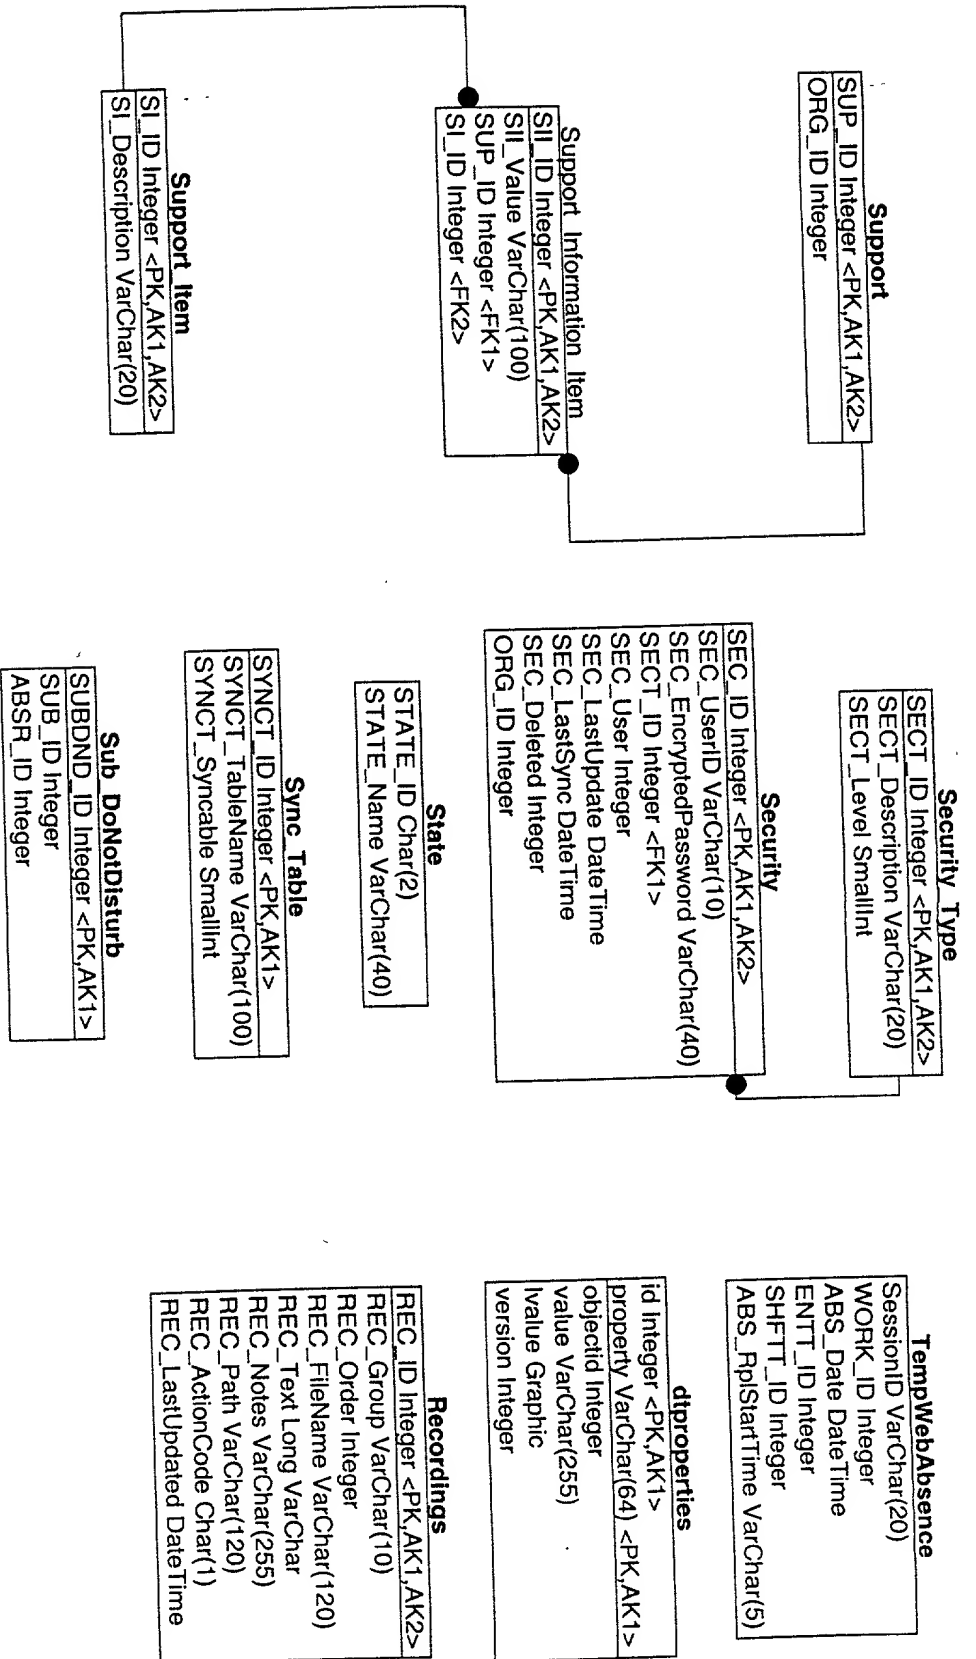 Support
SUP_ID Integer <PK,AK1,AK2>
ORG_ID Integer
Support_Information_Item
SII_ID Integer <PK,AK1,AK2>
SII_Value VarChar(100)
SUP_ID Integer <FK1>
SI_ID Integer <FK2>
Support_Item
SI_ID Integer <PK,AK1,AK2>
SI_Description VarChar(20)
Security_Type
SECT_ID Integer <PK,AK1,AK2>
SECT_Description VarChar(20)
SECT_Level SmallInt
Security
SEC_ID Integer <PK,AK1,AK2>
SEC_UserID VarChar(10)
SEC_EncryptedPassword VarChar(40)
SECT_ID Integer <FK1>
SEC_User Integer
SEC_LastUpdate DateTime
SEC_LastSync DateTime
SEC_Deleted Integer
ORG_ID Integer
State
STATE_ID Char(2)
STATE_Name VarChar(40)
Sync_Table
SYNCT_ID Integer <PK,AK1>
SYNCT_TableName VarChar(100)
SYNCT_Syncable SmallInt
Sub_DoNotDisturb
SUBDND_ID Integer <PK,AK1>
SUB_ID Integer
ABSR_ID Integer
TempWebAbsence
SessionID VarChar(20)
WORK_ID Integer
ABS_Date DateTime
ENTT_ID Integer
SHFTT_ID Integer
ABS_RplStartTime VarChar(5)
dtproperties
id Integer <PK,AK1>
property VarChar(64) <PK,AK1>
objectid Integer
value VarChar(255)
lvalue Graphic
version Integer
Recordings
REC_ID Integer <PK,AK1,AK2>
REC_Group VarChar(10)
REC_Order Integer
REC_FileName VarChar(120)
REC_Text Long VarChar
REC_Notes VarChar(255)
REC_Path VarChar(120)
REC_ActionCode Char(1)
REC_LastUpdated DateTime